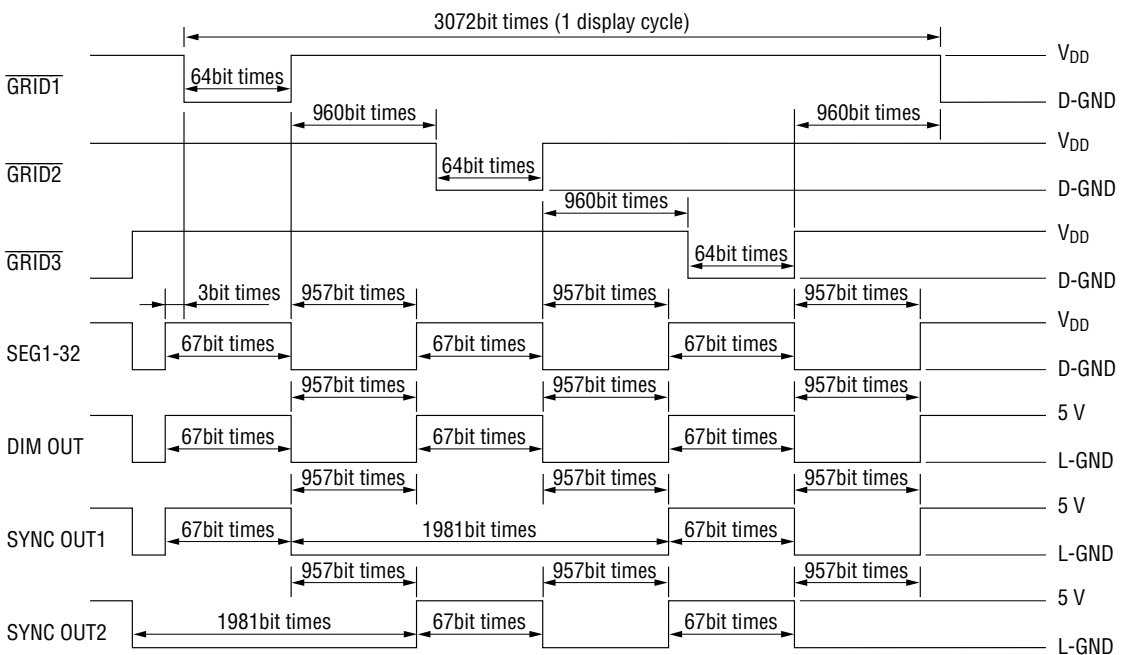 3072bit times (1 display cycle)
VDD
GRID1
64bit times
D-GND
960bit times
960bit times
VDD
GRID2
64bit times
D-GND
960bit times
VDD
GRID3
64bit times
D-GND
3bit times
957bit times
957bit times
957bit times
VDD
SEG1-32
67bit times
67bit times
67bit times
D-GND
957bit times
957bit times
957bit times
5 V
DIM OUT
67bit times
67bit times
67bit times
L-GND
957bit times
957bit times
957bit times
5 V
SYNC OUT1
67bit times
1981bit times
67bit times
L-GND
957bit times
957bit times
957bit times
5 V
SYNC OUT2
1981bit times
67bit times
67bit times
L-GND